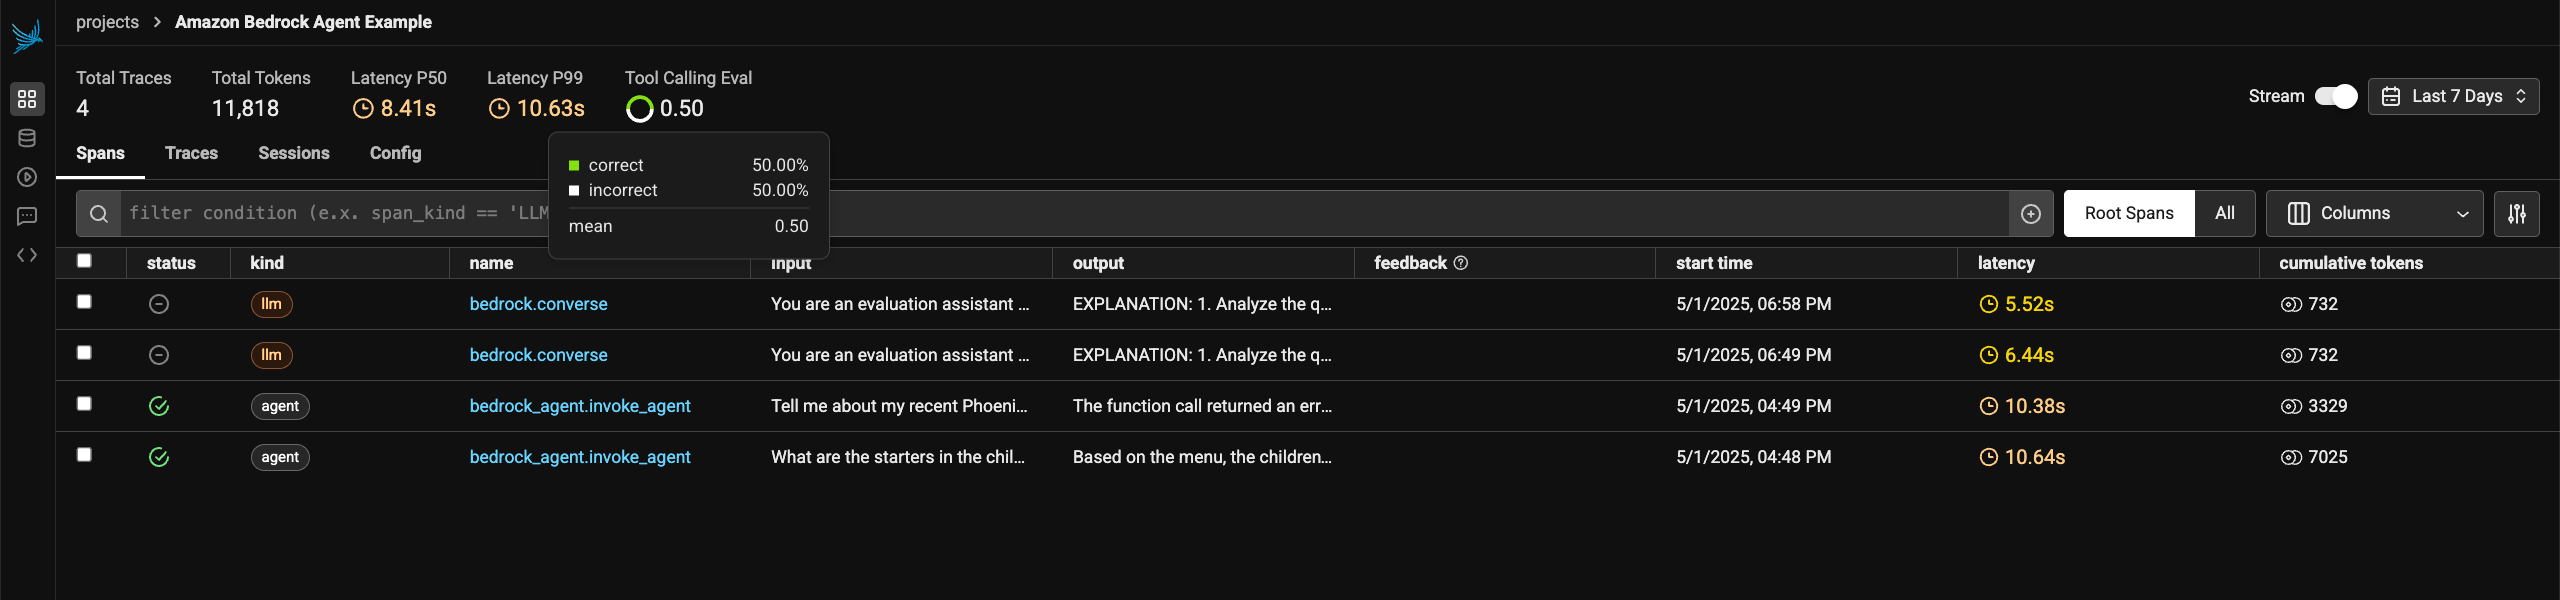 projects > Amazon Bedrock Agent Example
Total Traces Total Tokens Latency P50 Latency P99 Tool Calling Eval
4 11,818 8.41s 10.63s 0.50
Stream Last 7 Days
Spans Traces Sessions Config
correct 50.00%
incorrect 50.00%
mean 0.50
filter condition (e.x. span_kind == 'LLM
Root Spans All Columns
status kind name input output feedback start time latency cumulative tokens
llm bedrock.converse You are an evaluation assistant ... EXPLANATION: 1. Analyze the q... 5/1/2025, 06:58 PM 5.52s 732
llm bedrock.converse You are an evaluation assistant ... EXPLANATION: 1. Analyze the q... 5/1/2025, 06:49 PM 6.44s 732
agent bedrock_agent.invoke_agent Tell me about my recent Phoeni... The function call returned an err... 5/1/2025, 04:49 PM 10.38s 3329
agent bedrock_agent.invoke_agent What are the starters in the chil... Based on the menu, the children... 5/1/2025, 04:48 PM 10.64s 7025